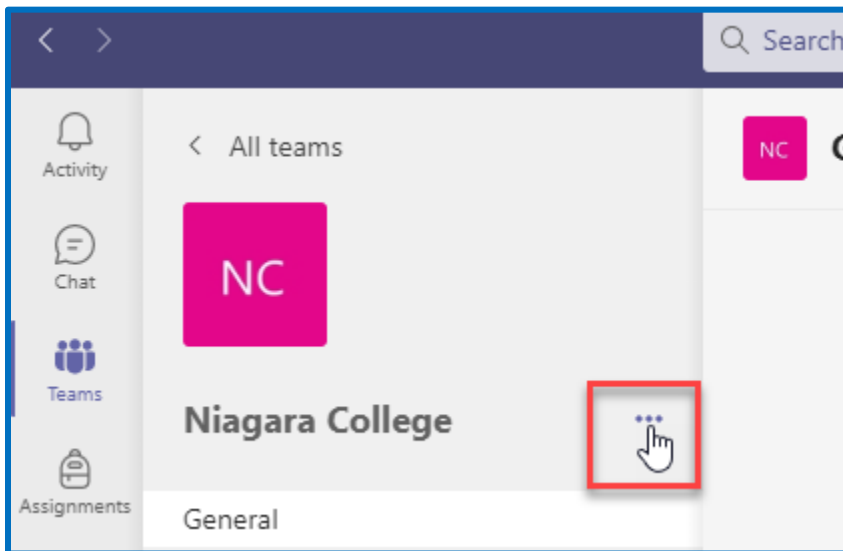 Search
Activity
Chat
Teams
Assignments
All teams
NC
Niagara College
General
NC